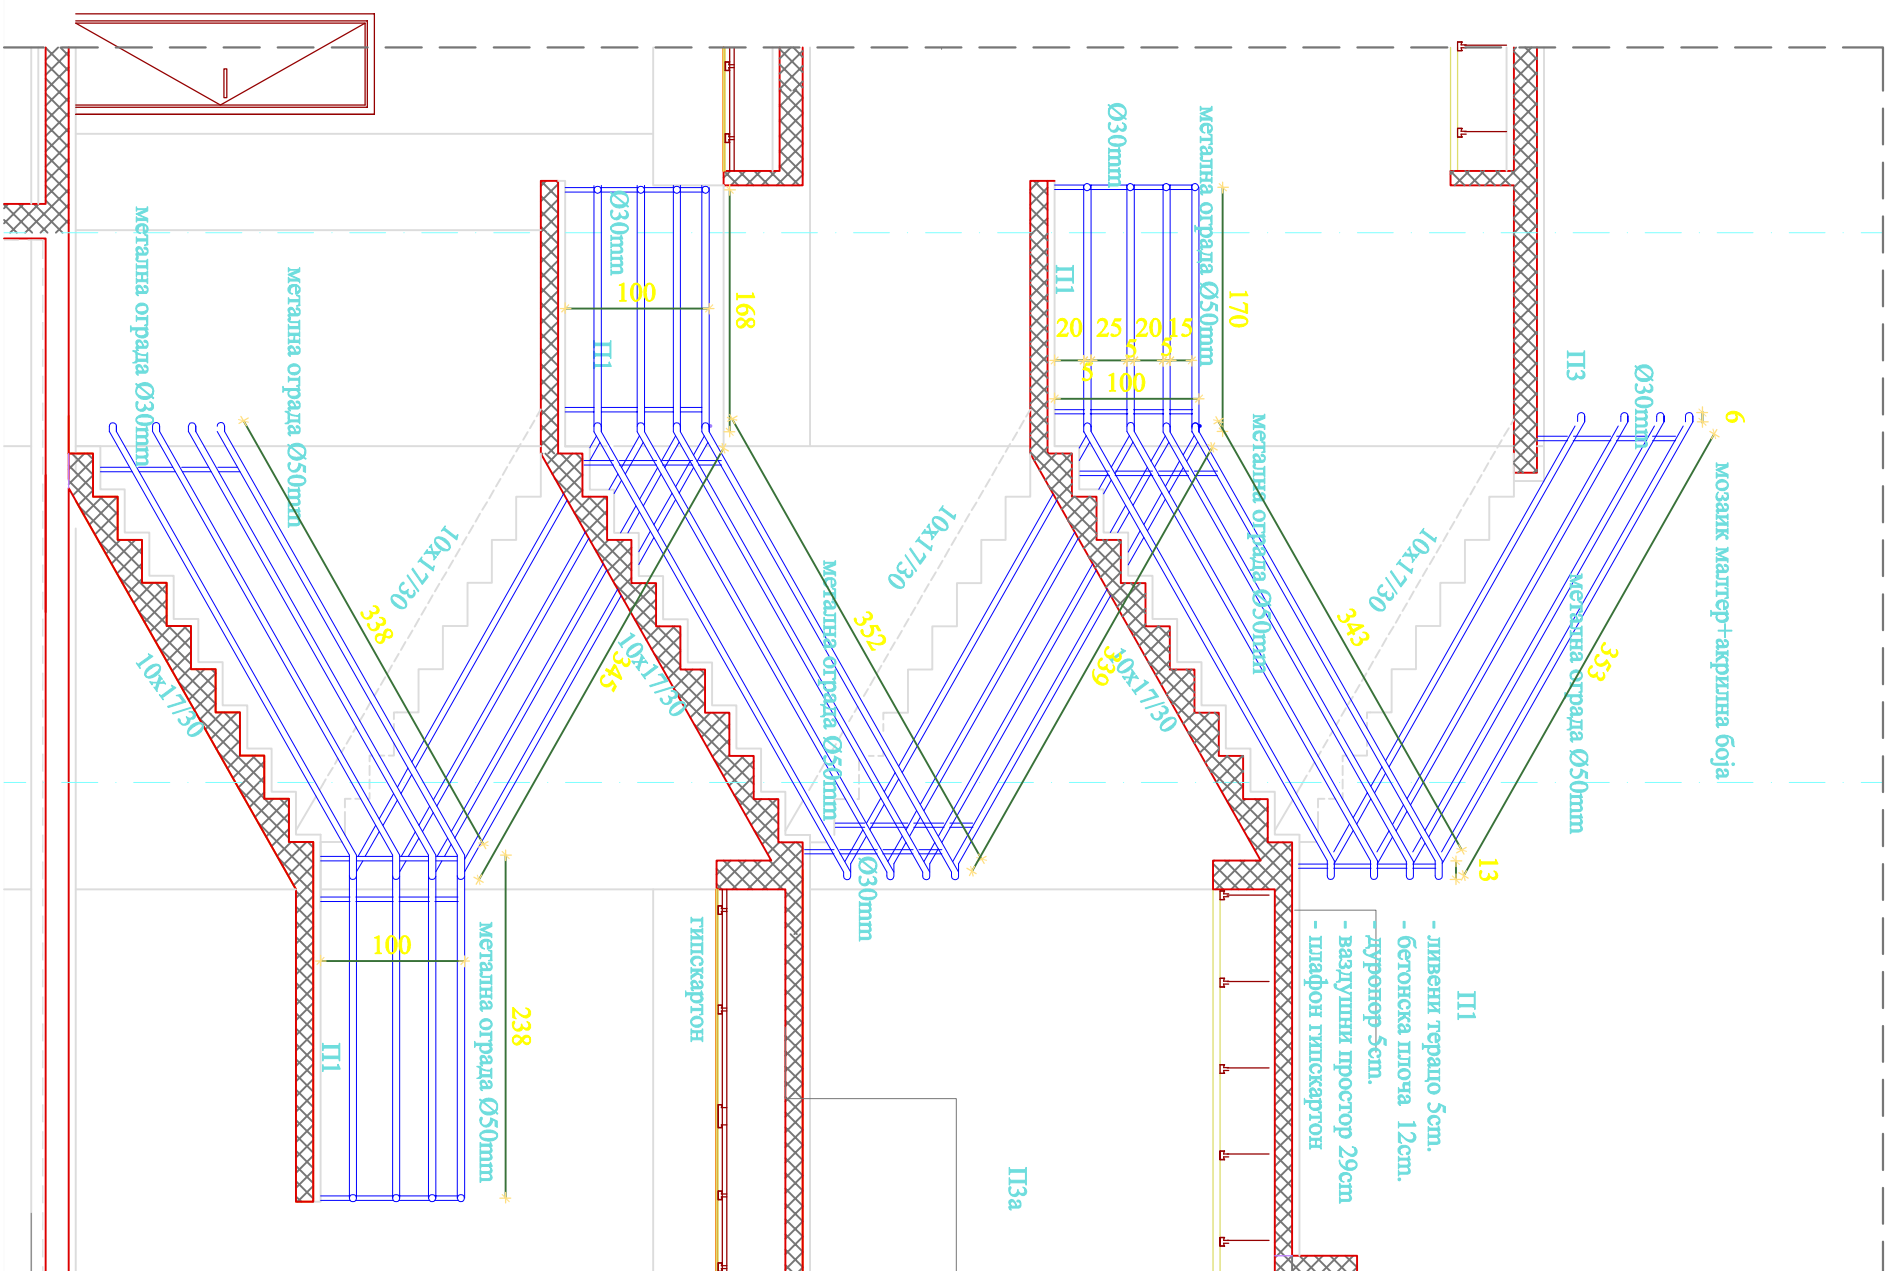 метална ограда Ø50mm
Ø30mm
Ø30mm
П1
170
100
168
П1
20
25
5
20
5
15
5
100
П3
Ø30mm
6
метална ограда Ø30mm
метална ограда Ø50mm
метална ограда Ø50mm
мозаик малтер+акрилна боја
10x17/30
10x17/30
10x17/30
метална ограда Ø50mm
метална ограда Ø50mm
338
345
352
339
343
353
10x17/30
10x17/30
10x17/30
Ø30mm
13
100
238
метална ограда Ø50mm
П1
гипскартон
П1
- ливени терацо 5cm.
- бетонска плоча 12cm.
- дуропор 5cm.
- ваздушни простор 29cm
- плафон гипскартон
П3а